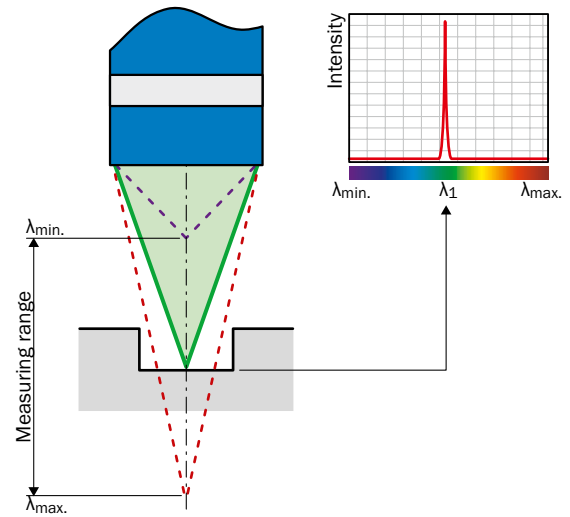 Intensity
λmin.
λ1
λmax.
λmin.
Measuring range
λmax.